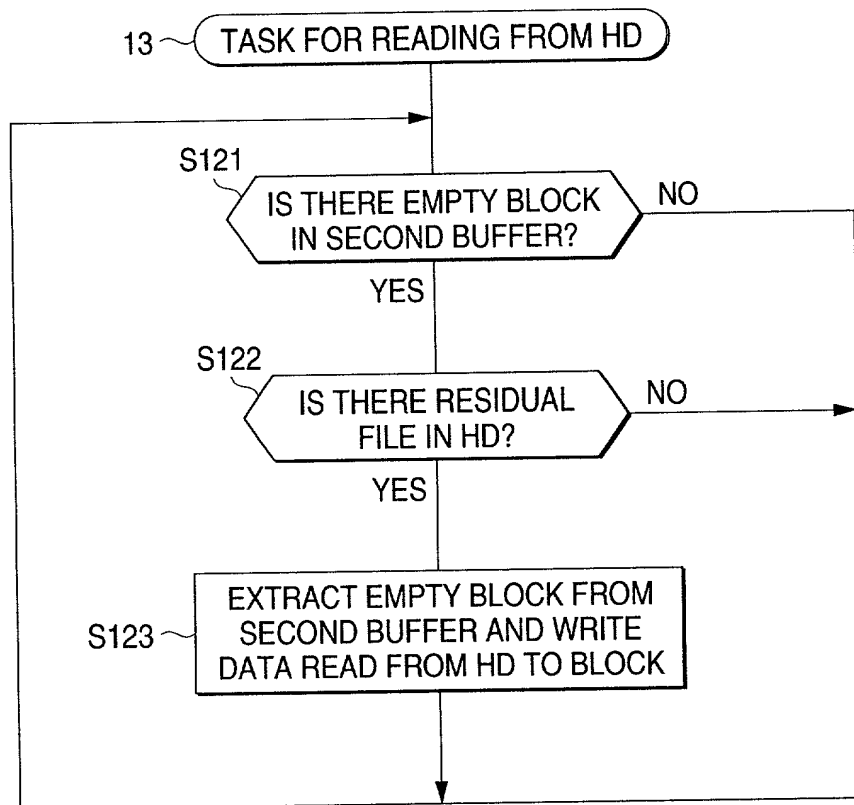 13 TASK FOR READING FROM HD
S121
IS THERE EMPTY BLOCK
IN SECOND BUFFER?
NO
YES
S122
IS THERE RESIDUAL
FILE IN HD?
NO
YES
S123
EXTRACT EMPTY BLOCK FROM
SECOND BUFFER AND WRITE
DATA READ FROM HD TO BLOCK